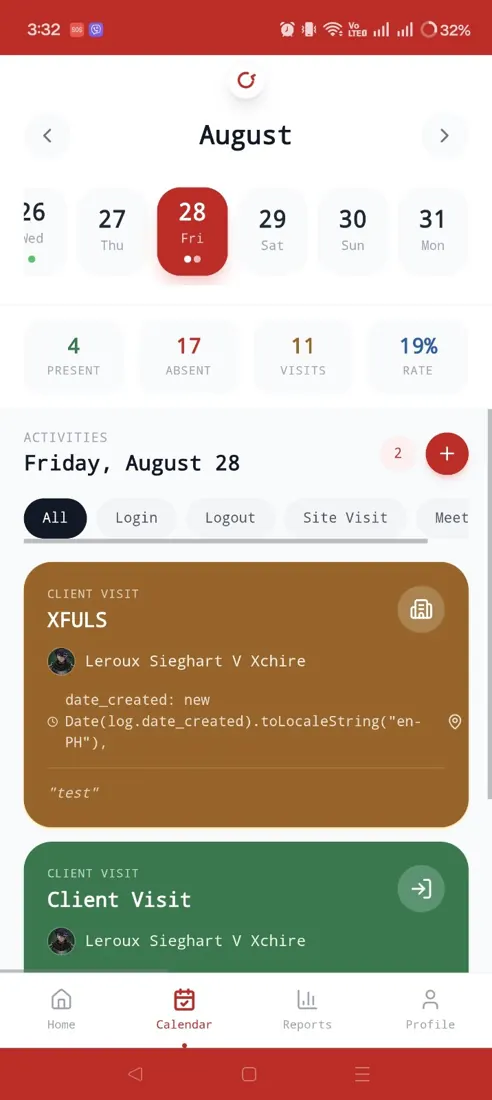 3:32 SOS Vo LTED 32%
August
26 27 28 29 30 31
Wed Thu Fri Sat Sun Mon
4 17 11 19%
PRESENT ABSENT VISITS RATE
ACTIVITIES
Friday, August 28
2
All Login Logout Site Visit Meet
CLIENT VISIT
XFULS
Leroux Sieghart V Xchire
date_created: new
Date(log.date_created).toLocaleString("en-
PH"),
"test"
CLIENT VISIT
Client Visit
Leroux Sieghart V Xchire
Home Calendar Reports Profile